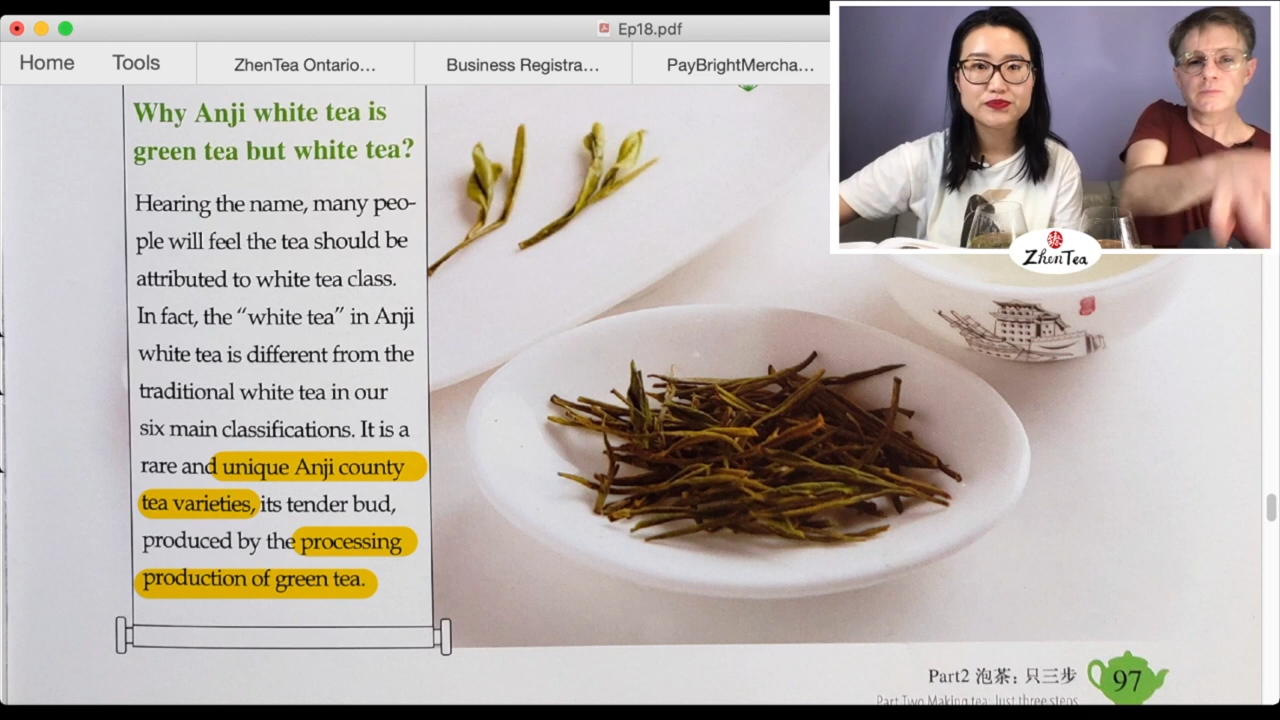 Ep18.pdf
Home
Tools
ZhenTea Ontario…
Business Registra…
PayBrightMercha…
Why Anji white tea is
green tea but white tea?
Hearing the name, many peo-
ple will feel the tea should be
attributed to white tea class.
In fact, the “white tea” in Anji
white tea is different from the
traditional white tea in our
six main classifications. It is a
rare and unique Anji county
tea varieties, its tender bud,
produced by the processing
production of green tea.
ZhenTea
Part2 泡茶：只三步
97
Part Two Making tea: Just three steps